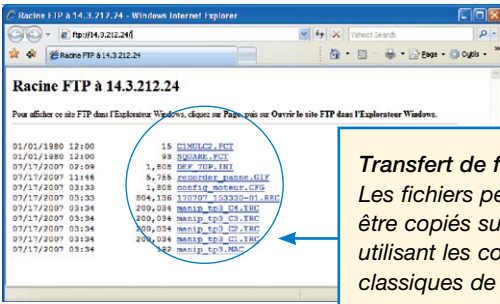 Racine FTP à 14.3.212.24 - Windows Internet Explorer
ftp://14.3.212.24/
Yahoo! Search
Racine FTP à 14.3.212.24
Page
Outils
Racine FTP à 14.3.212.24
Pour afficher ce site FTP dans l'Explorateur Windows, cliquez sur Page, puis sur Ouvrir le site FTP dans l'Explorateur Windows.
01/01/1980 12:00 15 C1MULC2.FCT
01/01/1980 12:00 93 SQUARE.FCT
07/17/2007 02:09 1,808 DEF_TUP.INI
07/17/2007 11:46 5,755 recorder_panne.GIF
07/17/2007 03:33 1,808 config_moteur.CFG
07/17/2007 03:33 804,136 170707_153330-01.REC
07/17/2007 03:34 200,034 manip_tp3_C4.TRC
07/17/2007 03:34 200,034 manip_tp3_C3.TRC
07/17/2007 03:34 200,034 manip_tp3_C2.TRC
07/17/2007 03:34 200,034 manip_tp3_C1.TRC
07/17/2007 03:34 192 manip_tp3.MAC
Transfert de f
Les fichiers pe
être copiés su
utilisant les co
classiques de